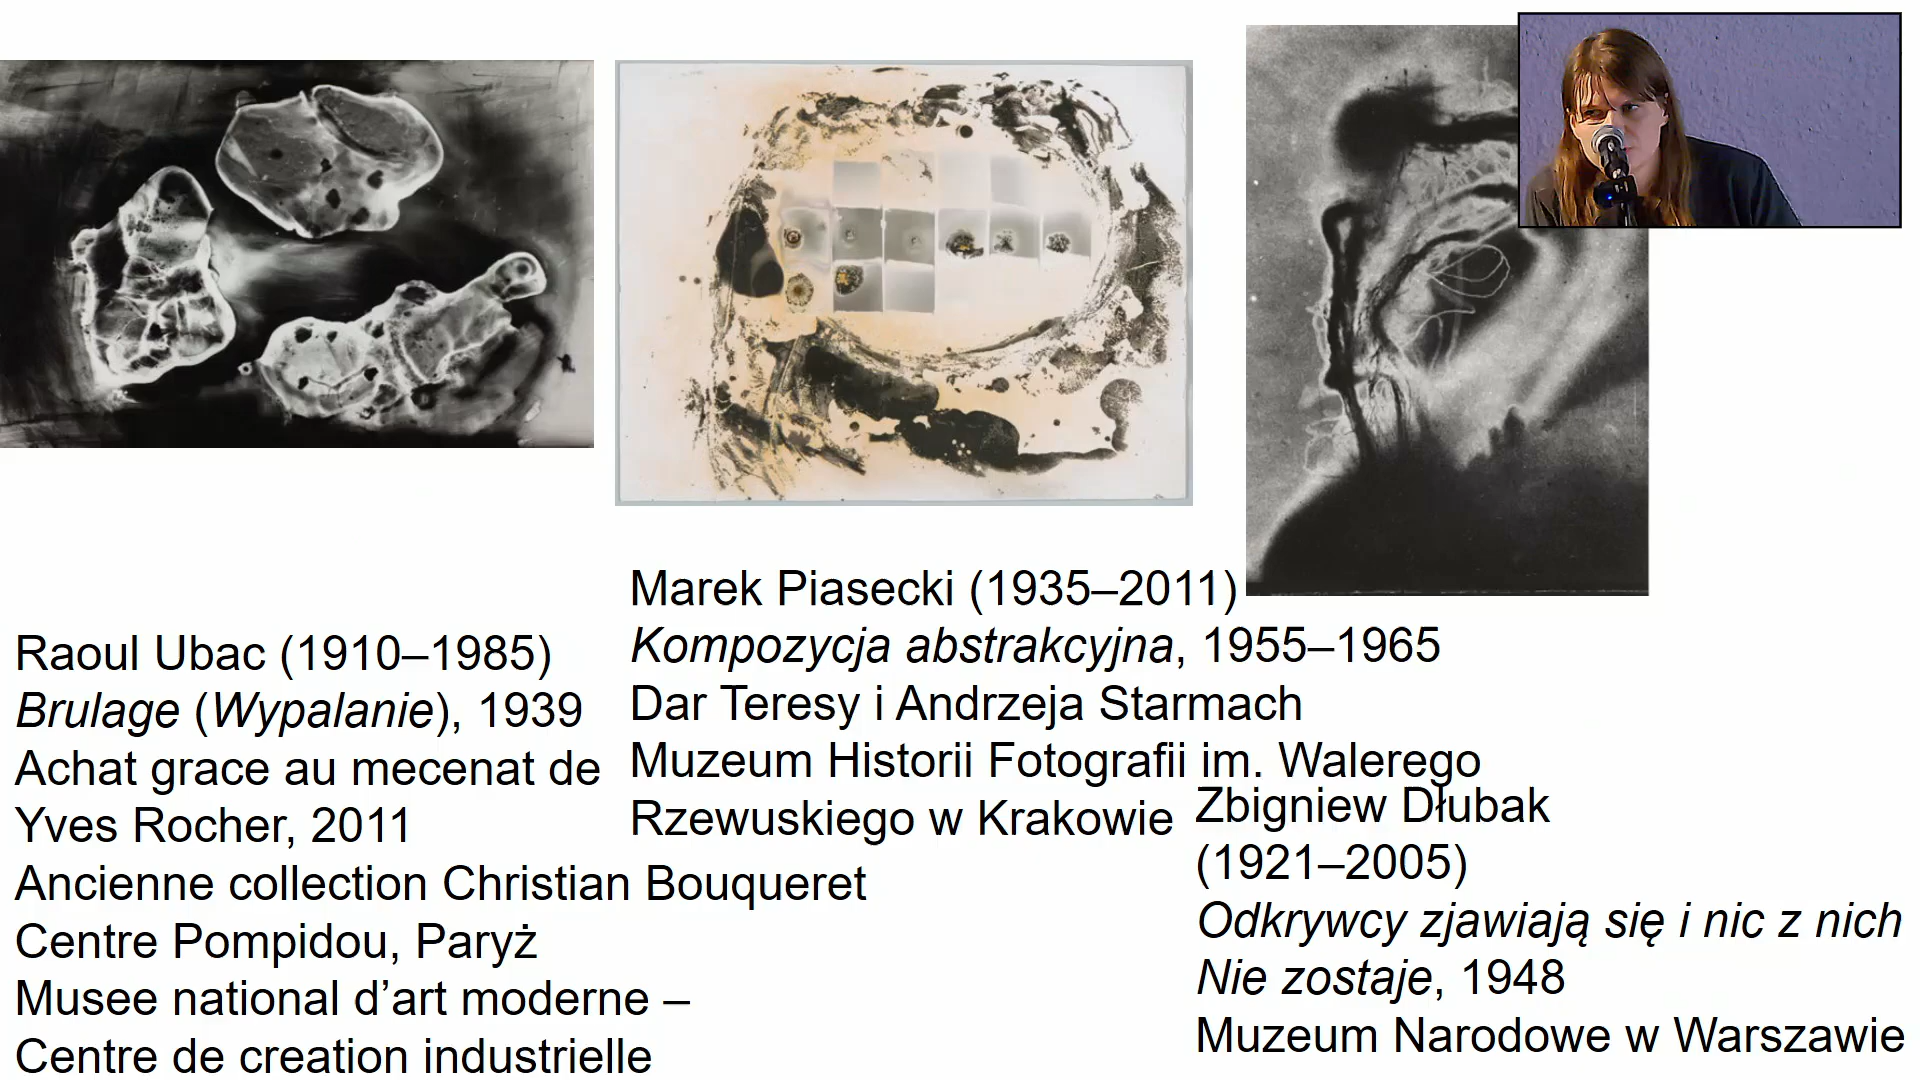 Raoul Ubac (1910–1985)
Brulage (Wypalanie), 1939
Achat grace au mecenat de
Yves Rocher, 2011
Ancienne collection Christian Bouqueret
Centre Pompidou, Paryż
Musee national d’art moderne –
Centre de creation industrielle
Marek Piasecki (1935–2011)
Kompozycja abstrakcyjna, 1955–1965
Dar Teresy i Andrzeja Starmach
Muzeum Historii Fotografii im. Walerego
Rzewuskiego w Krakowie
Zbigniew Dłubak
(1921–2005)
Odkrywcy zjawiają się i nic z nich
Nie zostaje, 1948
Muzeum Narodowe w Warszawie